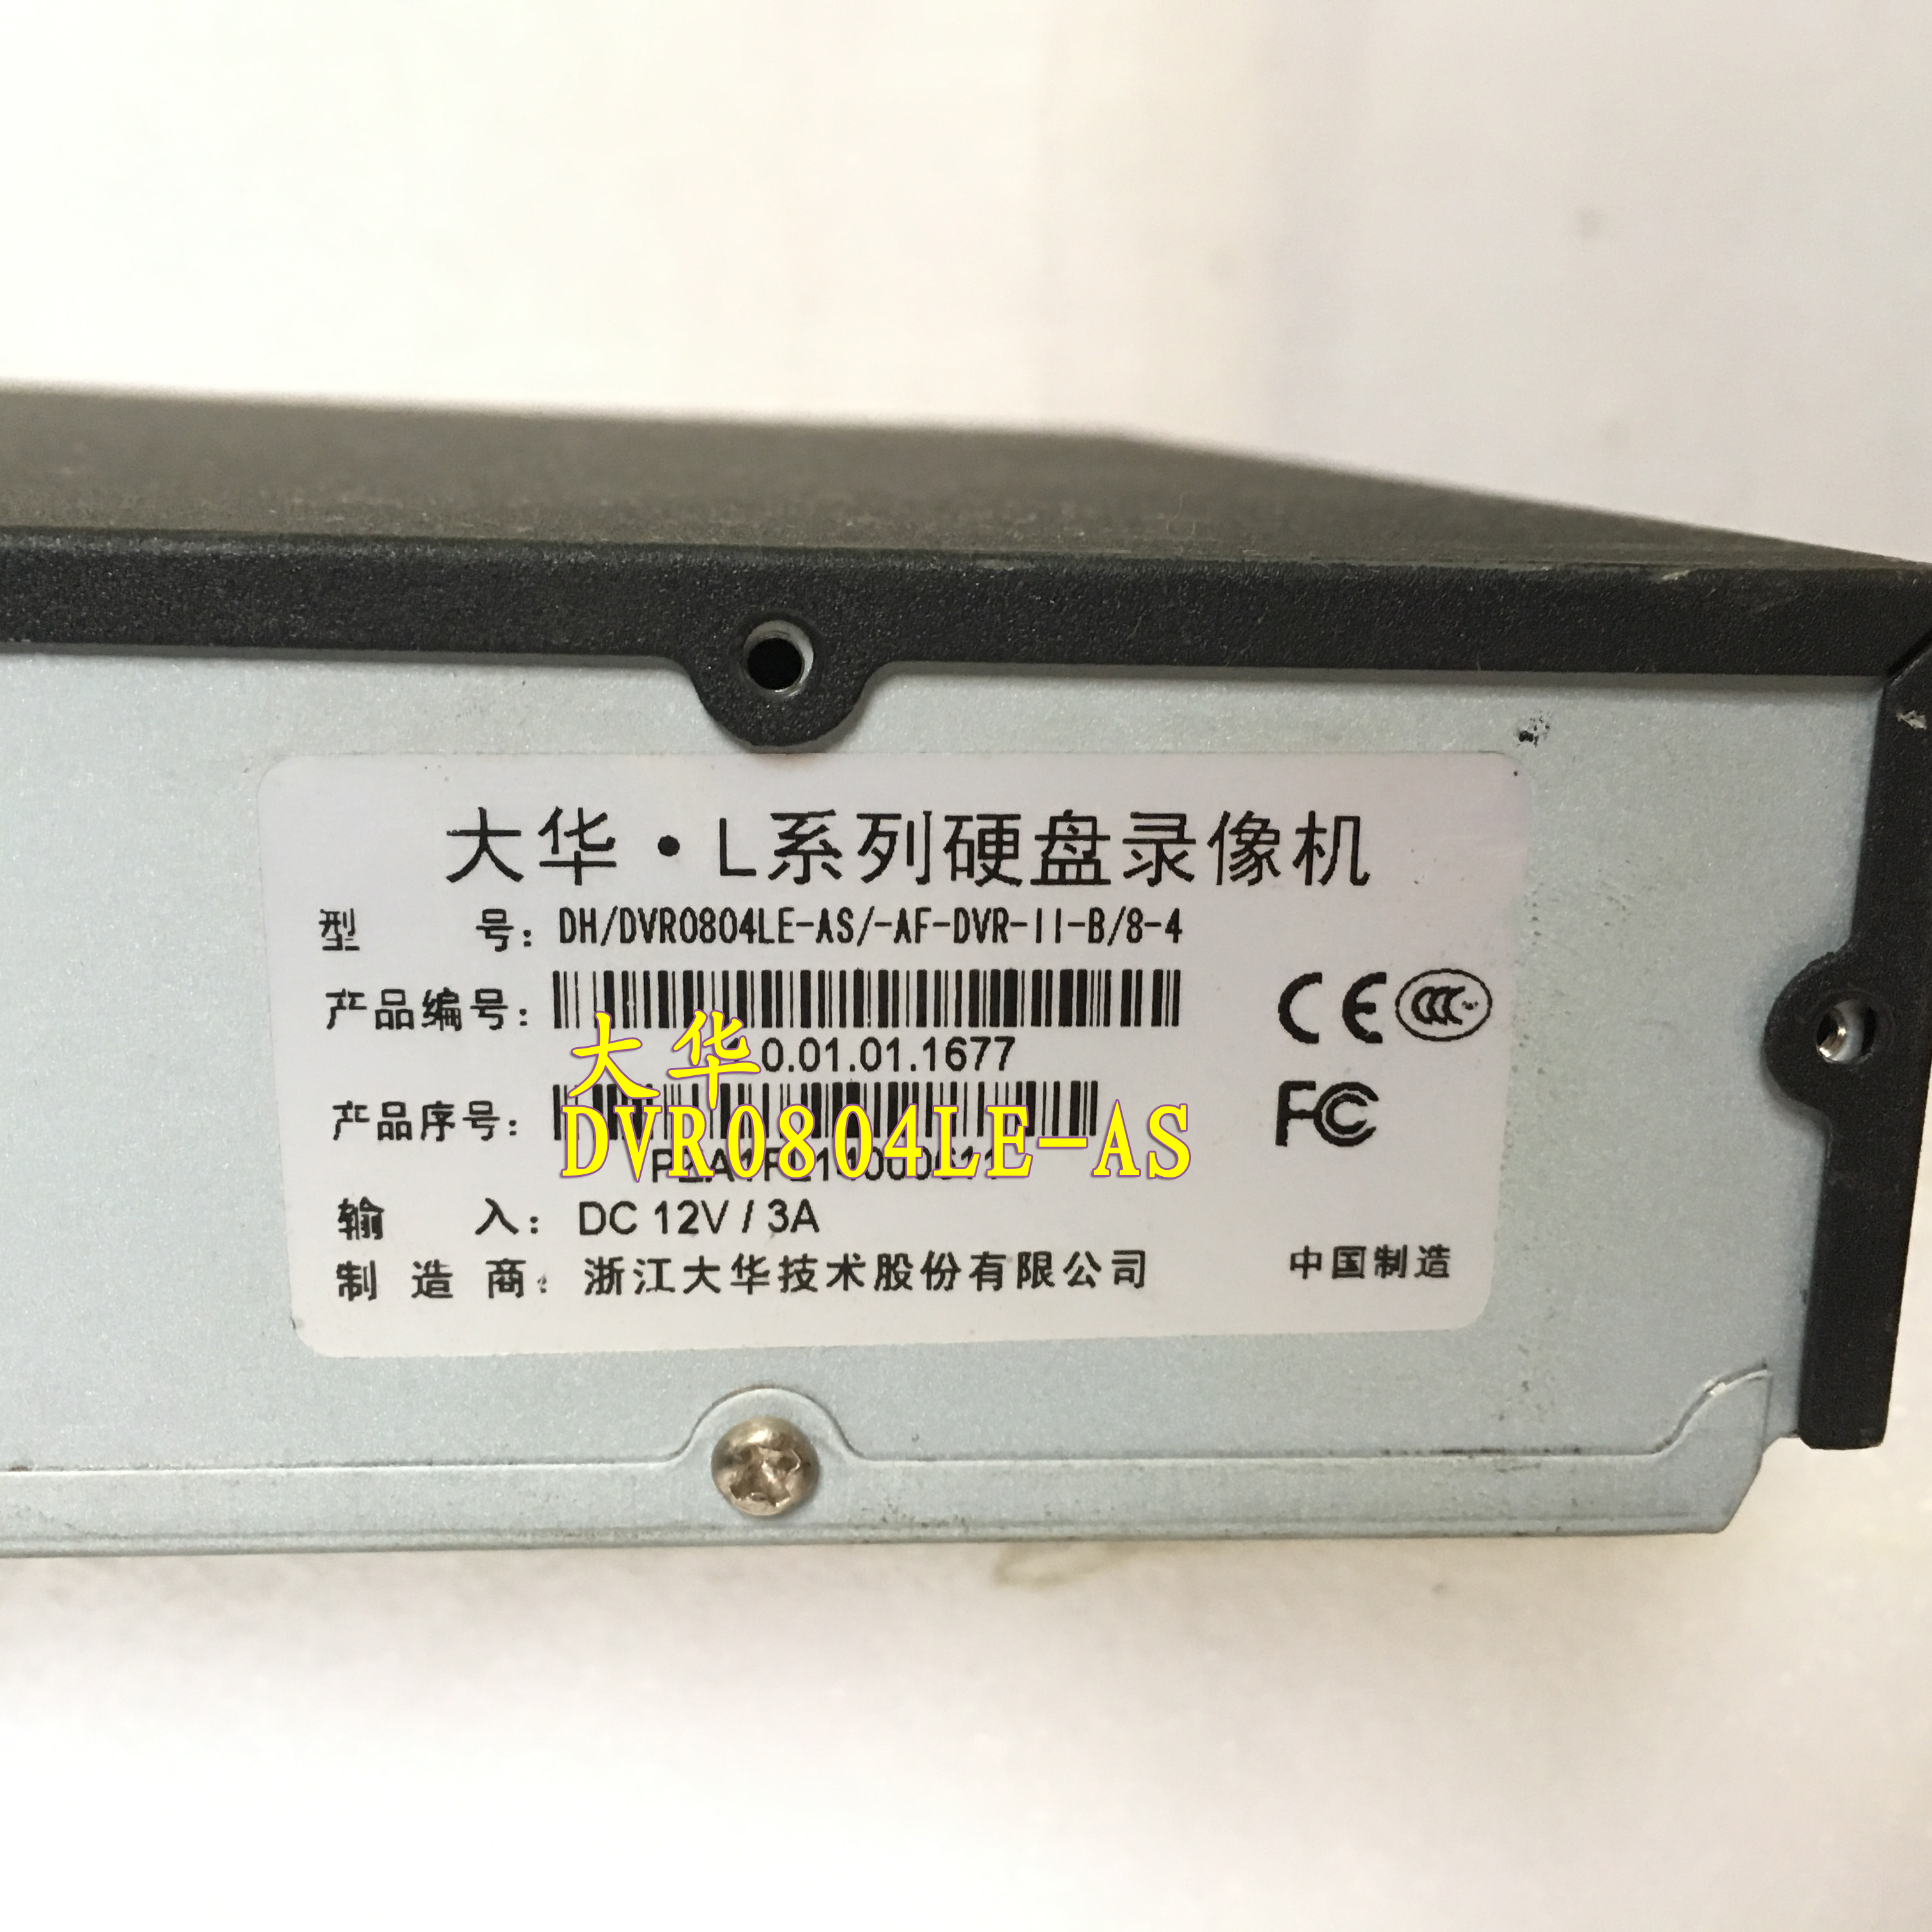 大华·L系列硬盘录像机
型 号: DH/DVR0804LE-AS/-AF-DVR-II-B/8-4
产品编号:
0.01.01.1677
CE CCC
大华
产品序号:
DVR0804LE-AS
FC
输 入: DC 12V / 3A
制 造 商: 浙江大华技术股份有限公司
中国制造